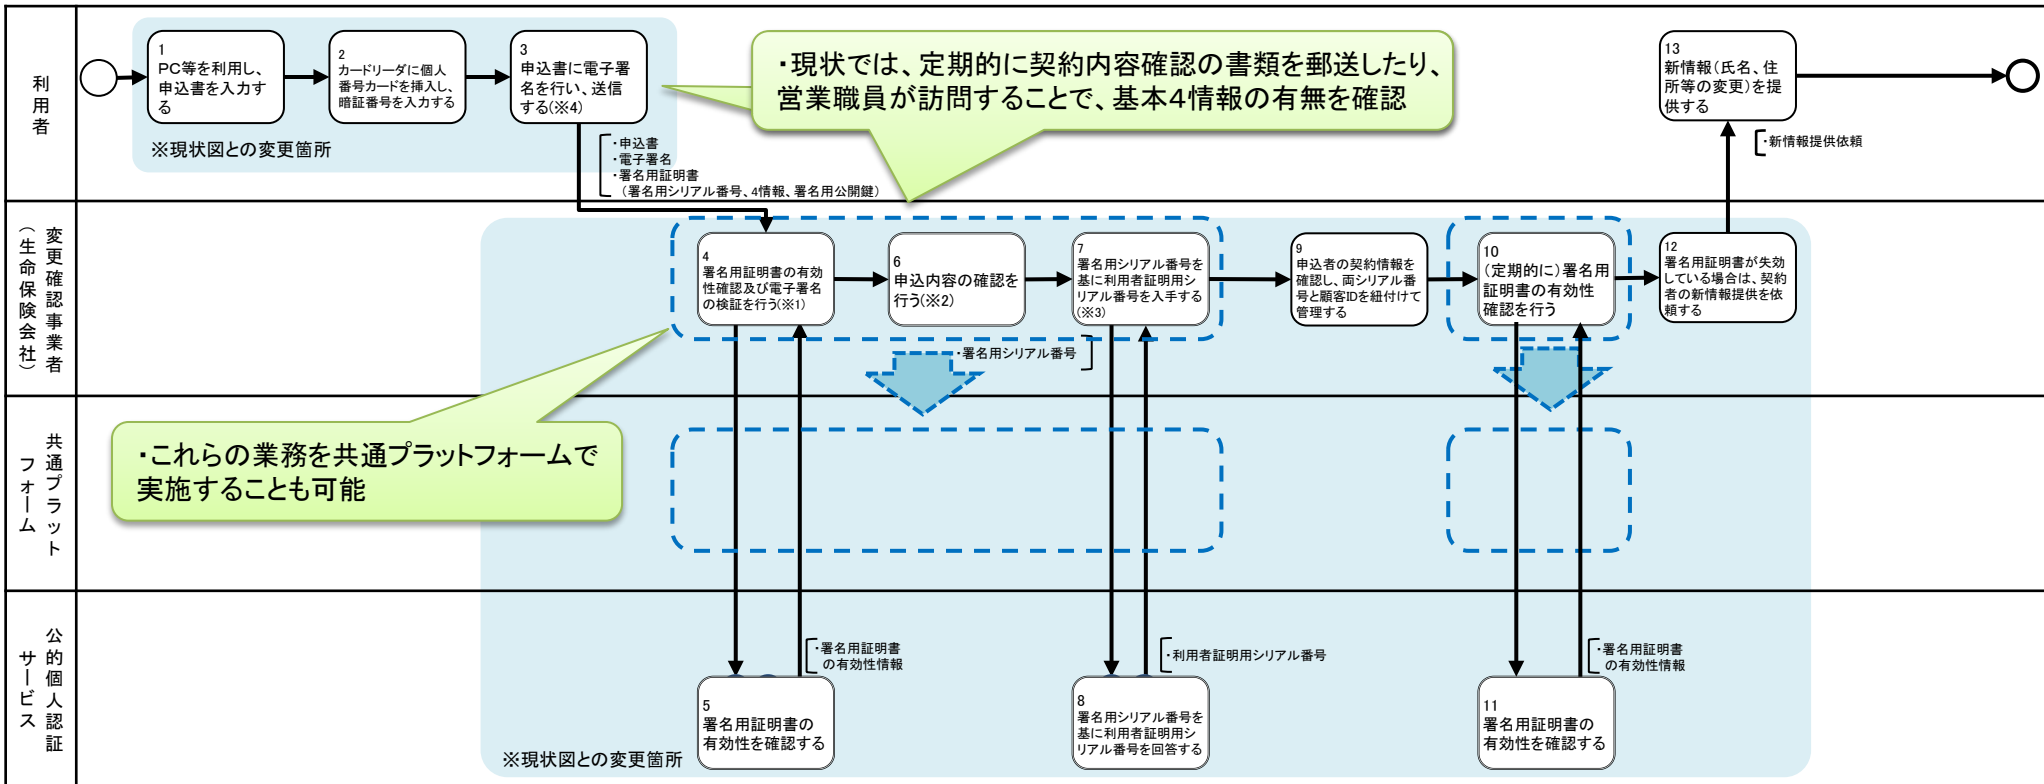 利用者
1
PC等を利用し、
申込書を入力す
る
2
カードリーダに個人
番号カードを挿入し、
暗証番号を入力する
3
申込書に電子署
名を行い、送信
する(※4)
※現状図との変更箇所
・申込書
・電子署名
・署名用証明書
（署名用シリアル番号、4情報、署名用公開鍵）
・現状では、定期的に契約内容確認の書類を郵送したり、
営業職員が訪問することで、基本4情報の有無を確認
13
新情報(氏名、住
所等の変更)を提
供する
・新情報提供依頼
変更確認事業者
（生命保険会社）
4
署名用証明書の有効
性確認及び電子署名
の検証を行う(※1)
6
申込内容の確認を
行う(※2)
7
署名用シリアル番号を
基に利用者証明用シ
リアル番号を入手する
(※3)
9
申込者の契約情報を
確認し、両シリアル番
号と顧客IDを紐付けて
管理する
10
(定期的に)署名用
証明書の有効性
確認を行う
12
署名用証明書が失効
している場合は、契約
者の新情報提供を依
頼する
・署名用シリアル番号
共通プラット
フォーム
・これらの業務を共通プラットフォームで
実施することも可能
公的個人認証
サービス
・署名用証明書
の有効性情報
・利用者証明用シリアル番号
・署名用証明書
の有効性情報
5
署名用証明書の
有効性を確認する
8
署名用シリアル番号を
基に利用者証明用シ
リアル番号を回答する
11
署名用証明書の
有効性を確認する
※現状図との変更箇所